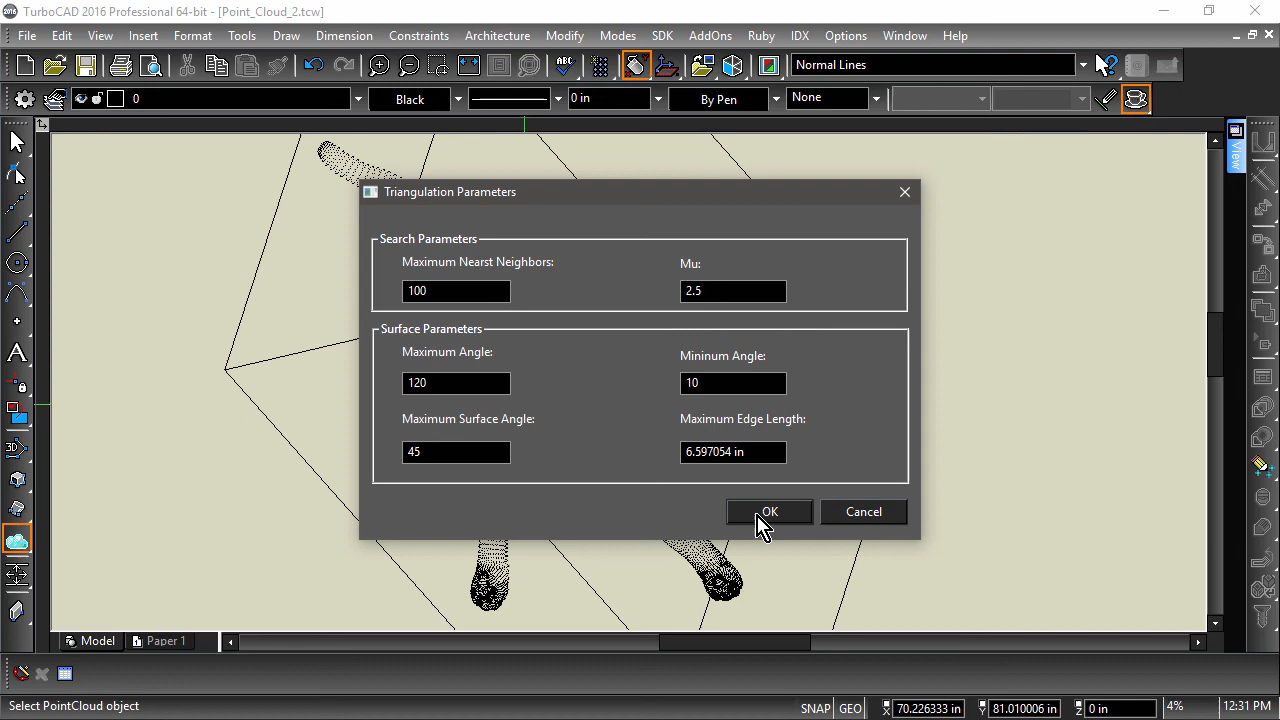 2016 TurboCAD 2016 Professional 64-bit - [Point_Cloud_2.tcw]
File Edit View Insert Format Tools Draw Dimension Constraints Architecture Modify Modes SDK AddOns Ruby IDX Options Window Help
ABC Normal Lines
0 Black 0 in By Pen None
View
Triangulation Parameters
Search Parameters
Maximum Nearst Neighbors: Mu:
100 2.5
Surface Parameters
Maximum Angle: Mininum Angle:
120 10
Maximum Surface Angle: Maximum Edge Length:
45 6.597054 in
OK Cancel
A
3D
Model Paper 1
Select PointCloud object SNAP GEO X 70.226333 in Y 81.010006 in Z 0 in 4% 12:31 PM